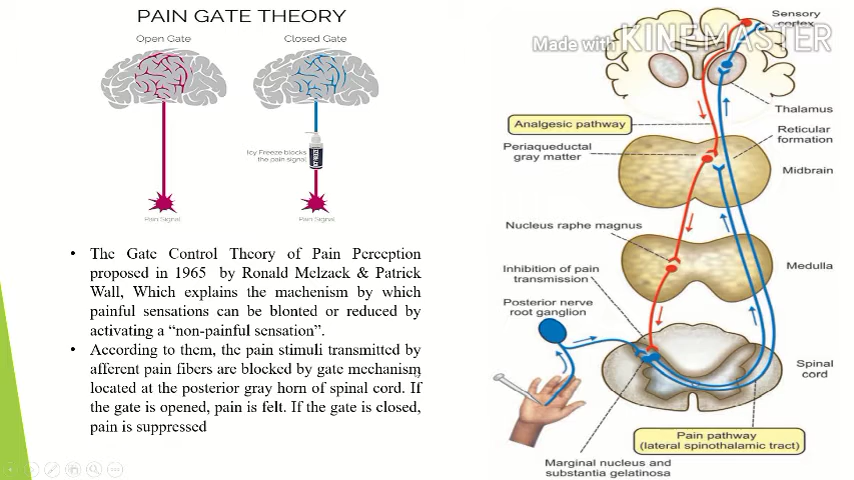 PAIN GATE THEORY
Open Gate
Closed Gate
Icy Freeze blocks
the pain signal
ICY FREEZE
Pain Signal
Pain Signal
• The Gate Control Theory of Pain Perception
proposed in 1965 by Ronald Melzack & Patrick
Wall, Which explains the machenism by which
painful sensations can be blonted or reduced by
activating a “non-painful sensation”.
• According to them, the pain stimuli transmitted by
afferent pain fibers are blocked by gate mechanism
located at the posterior gray horn of spinal cord. If
the gate is opened, pain is felt. If the gate is closed,
pain is suppressed
Sensory
cortex
Made with KINEMASTER
Thalamus
Analgesic pathway
Reticular
formation
Periaqueductal
gray matter
Midbrain
Nucleus raphe magnus
Medulla
Inhibition of pain
transmission
Posterior nerve
root ganglion
Spinal
cord
Pain pathway
(lateral spinothalamic tract)
Marginal nucleus and
substantia gelatinosa